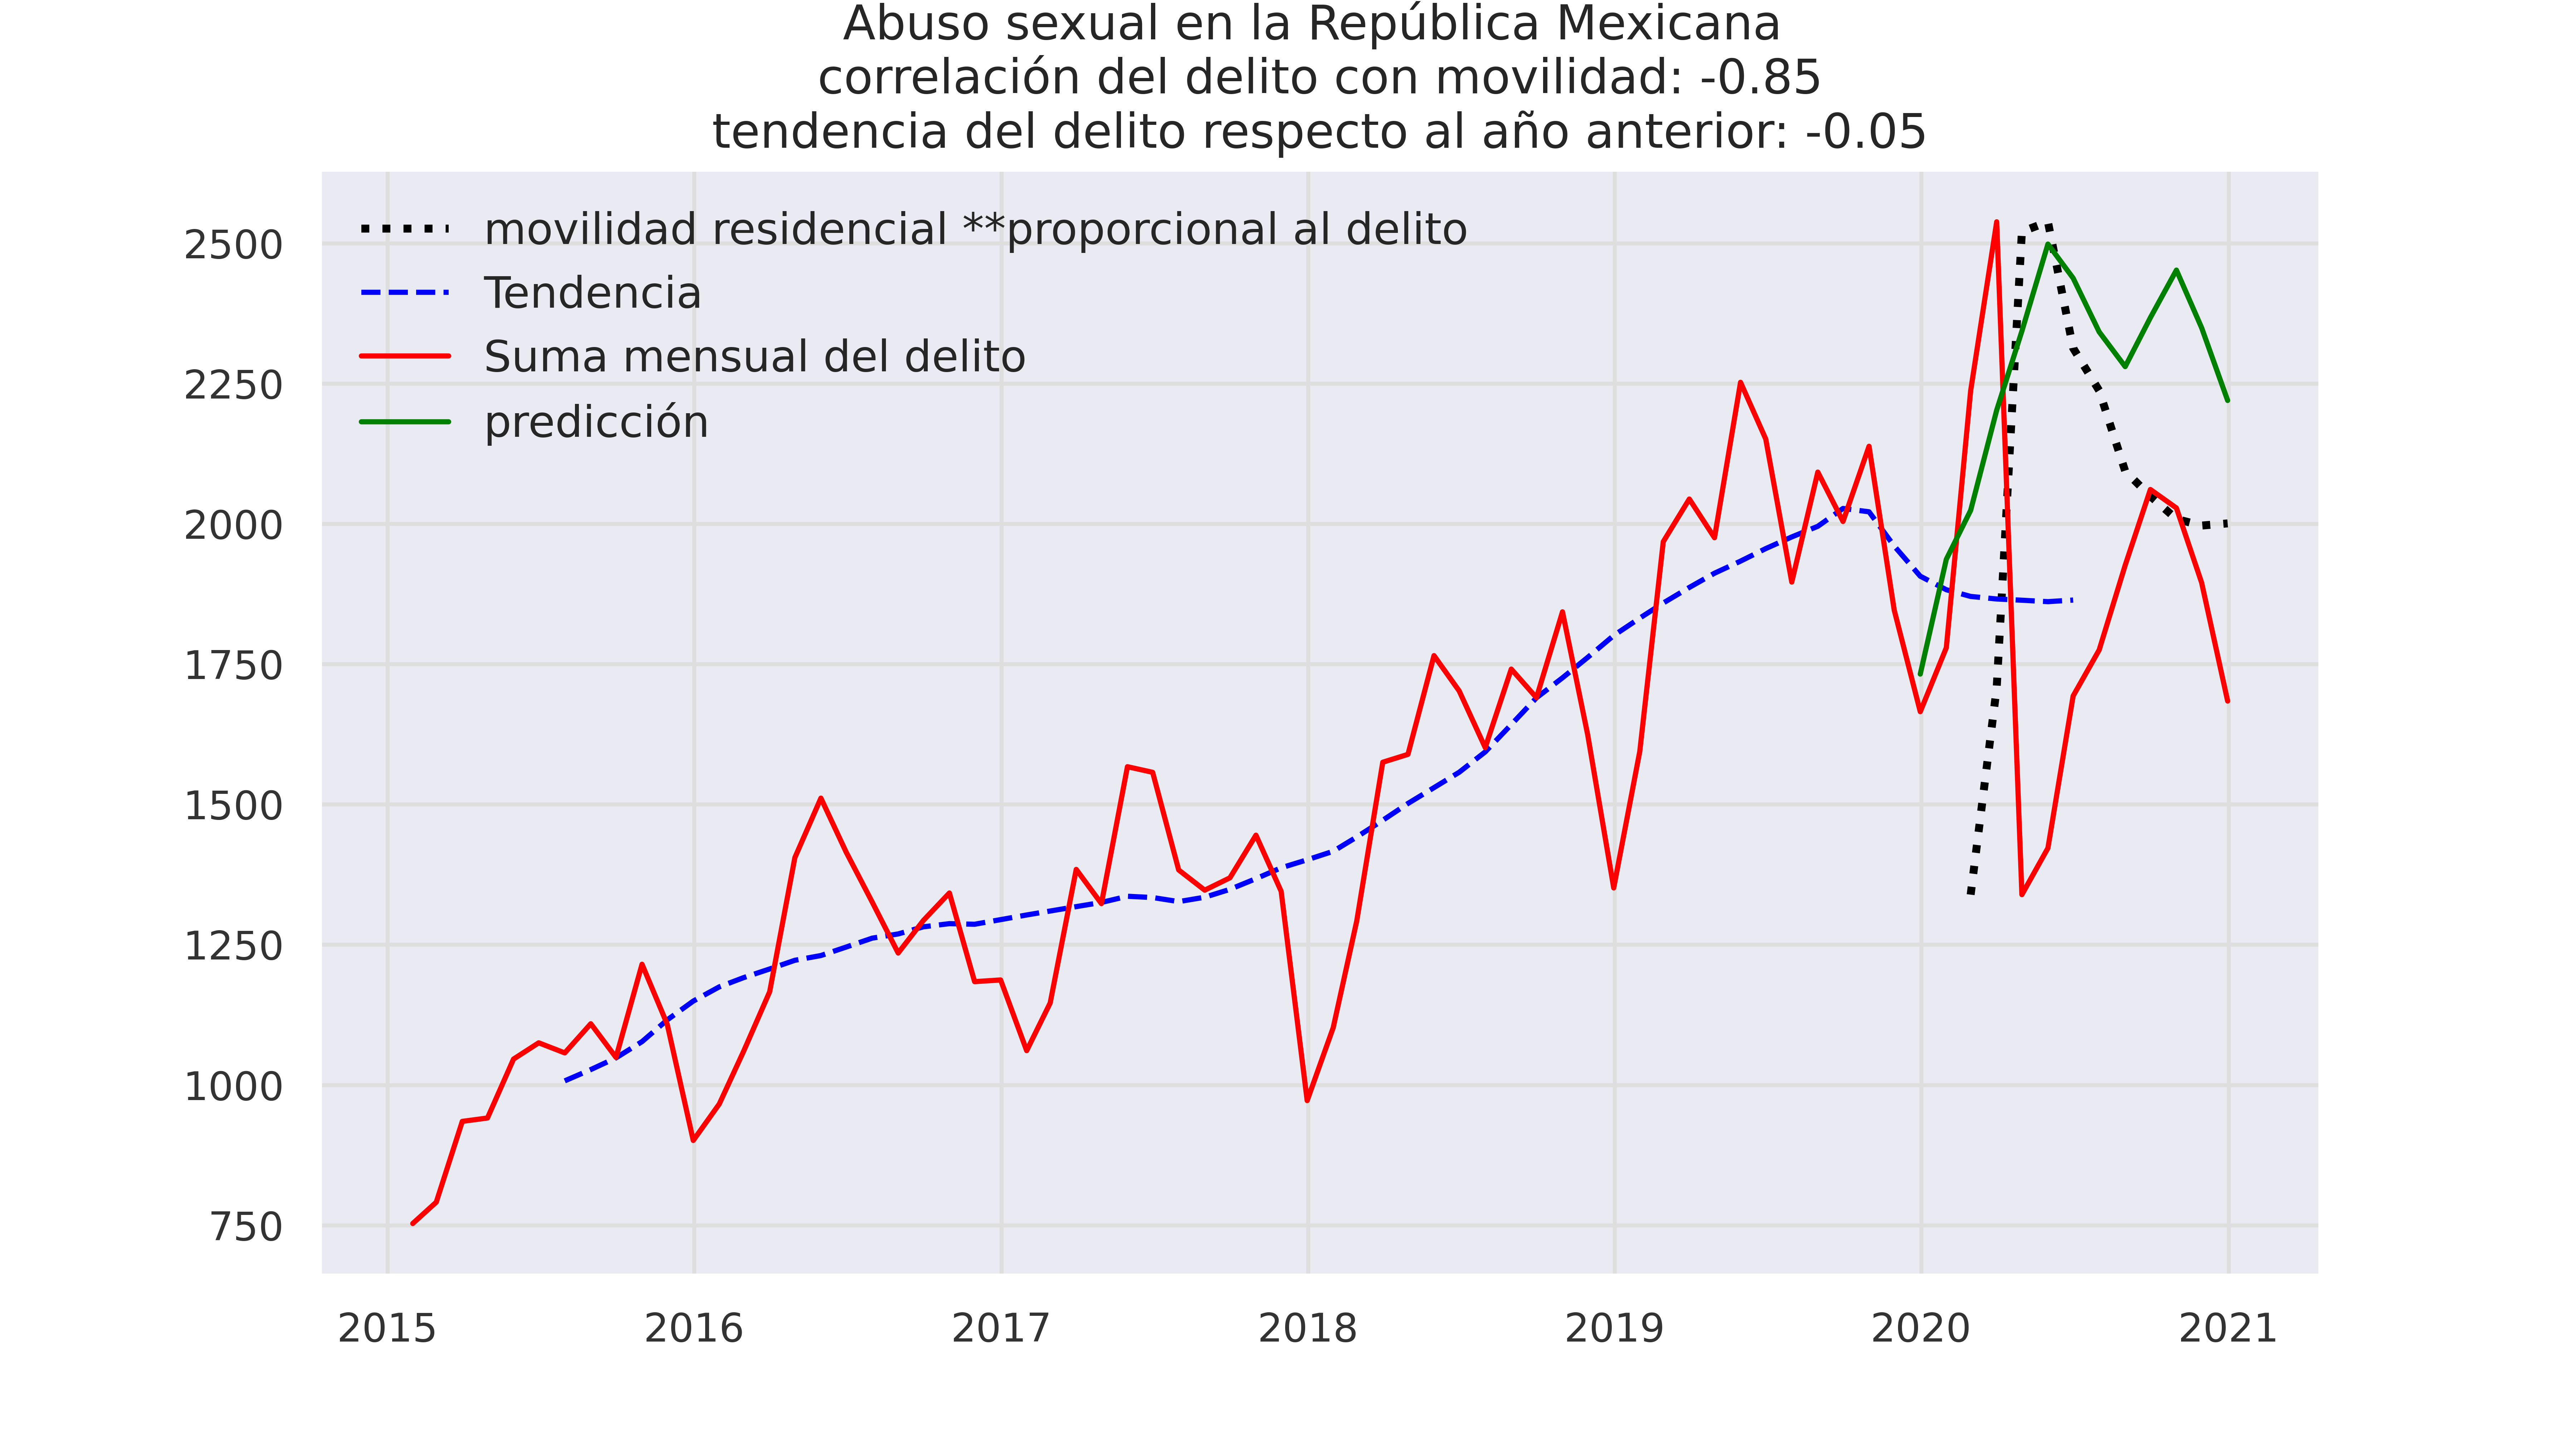 Abuso sexual en la República Mexicana
correlación del delito con movilidad: -0.85
tendencia del delito respecto al año anterior: -0.05
movilidad residencial **proporcional al delito
Tendencia
Suma mensual del delito
predicción
2500
2250
2000
1750
1500
1250
1000
750
2015 2016 2017 2018 2019 2020 2021